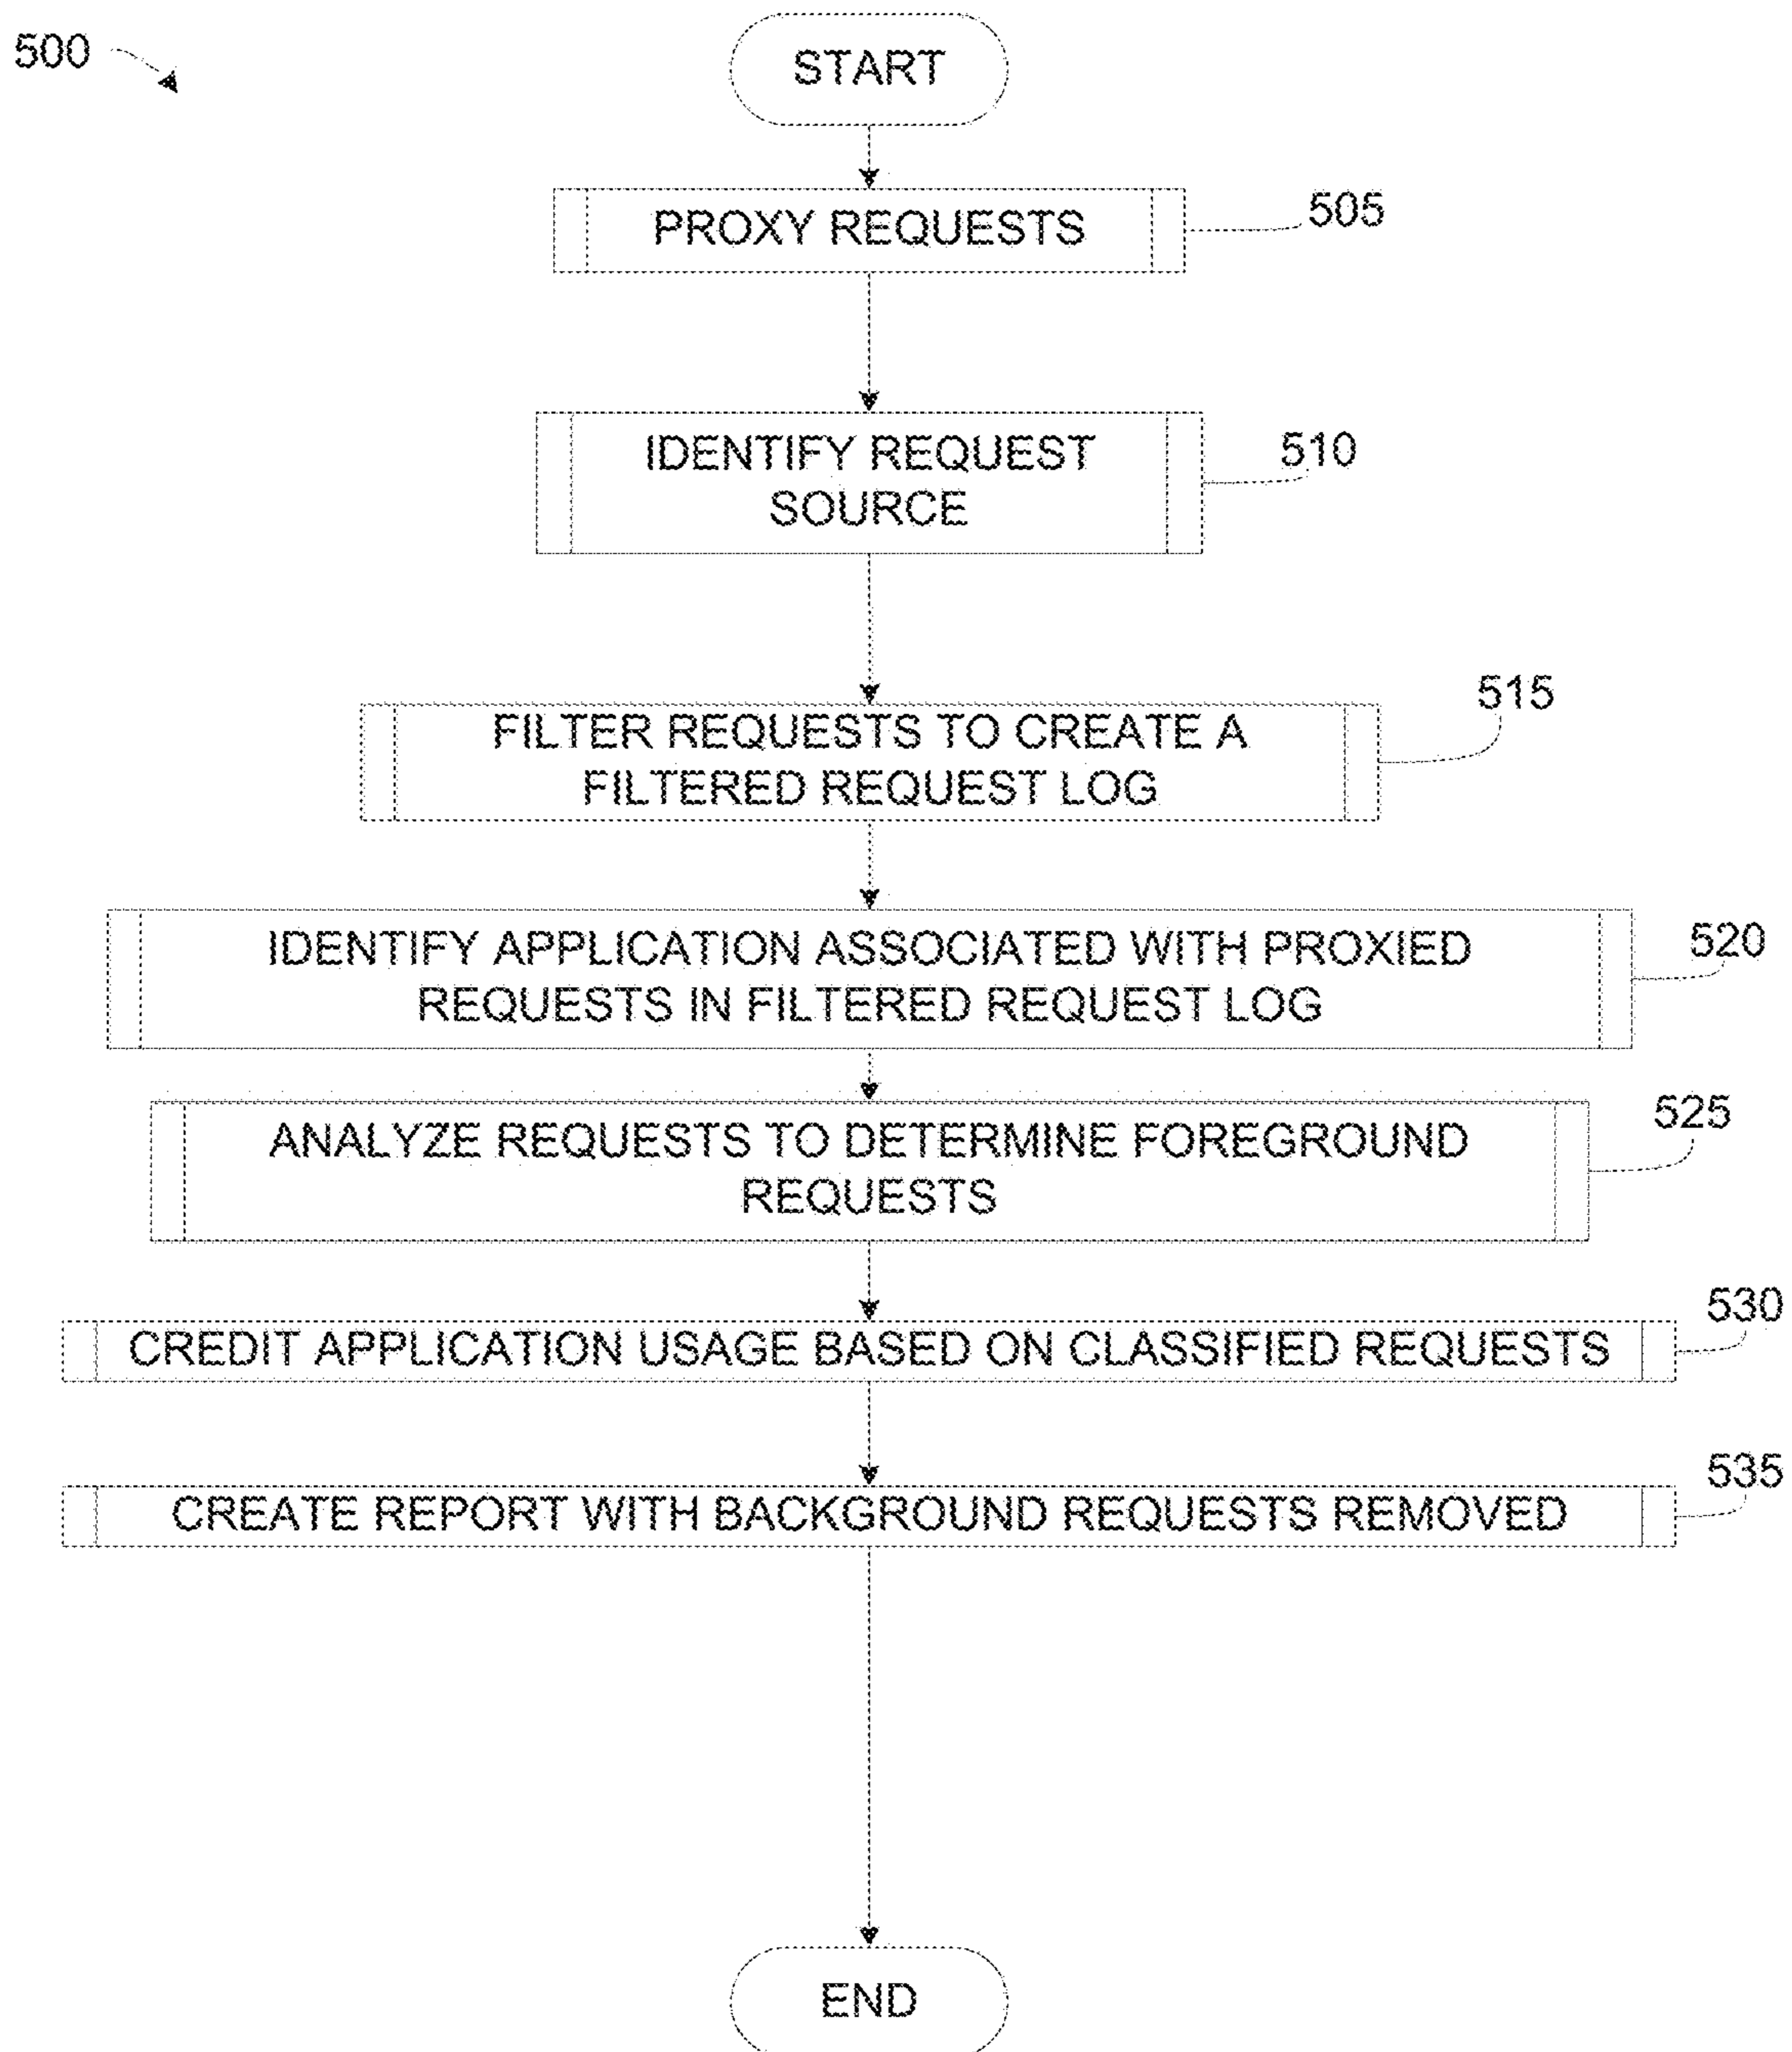 500
START
PROXY REQUESTS
505
IDENTIFY REQUEST
SOURCE
510
FILTER REQUESTS TO CREATE A
FILTERED REQUEST LOG
515
IDENTIFY APPLICATION ASSOCIATED WITH PROXIED
REQUESTS IN FILTERED REQUEST LOG
520
ANALYZE REQUESTS TO DETERMINE FOREGROUND
REQUESTS
525
CREDIT APPLICATION USAGE BASED ON CLASSIFIED REQUESTS
530
CREATE REPORT WITH BACKGROUND REQUESTS REMOVED
535
END